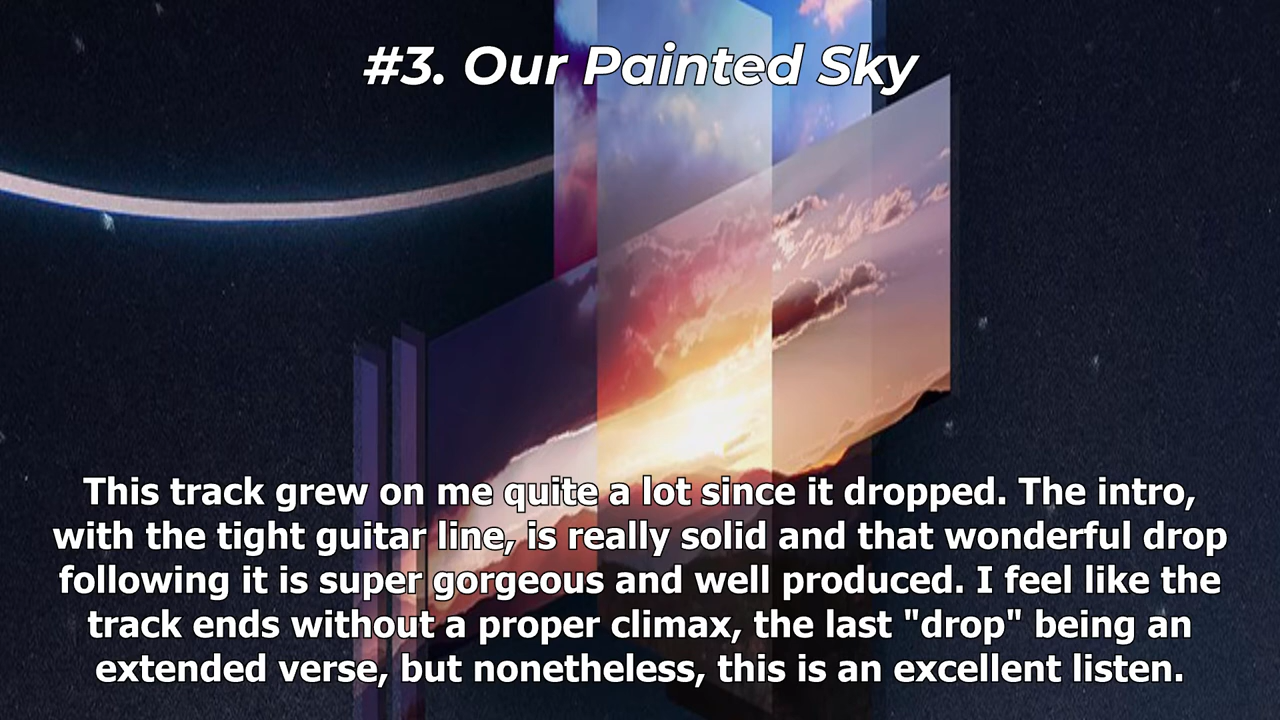 #3. Our Painted Sky
This track grew on me quite a lot since it dropped. The intro,
with the tight guitar line, is really solid and that wonderful drop
following it is super gorgeous and well produced. I feel like the
track ends without a proper climax, the last "drop" being an
extended verse, but nonetheless, this is an excellent listen.